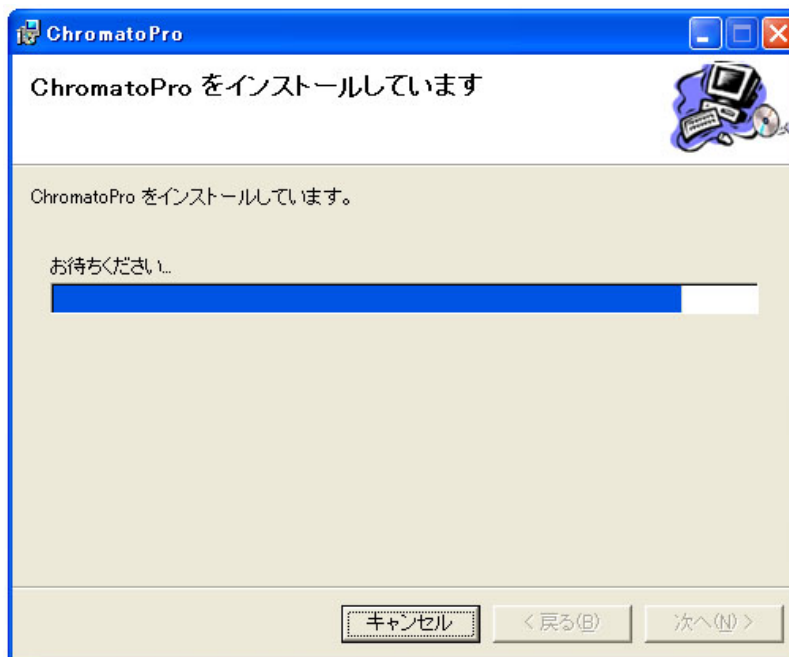 ChromatoPro
ChromatoPro をインストールしています
ChromatoPro をインストールしています。
お待ちください...
キャンセル
< 戻る(B)
次へ(N) >